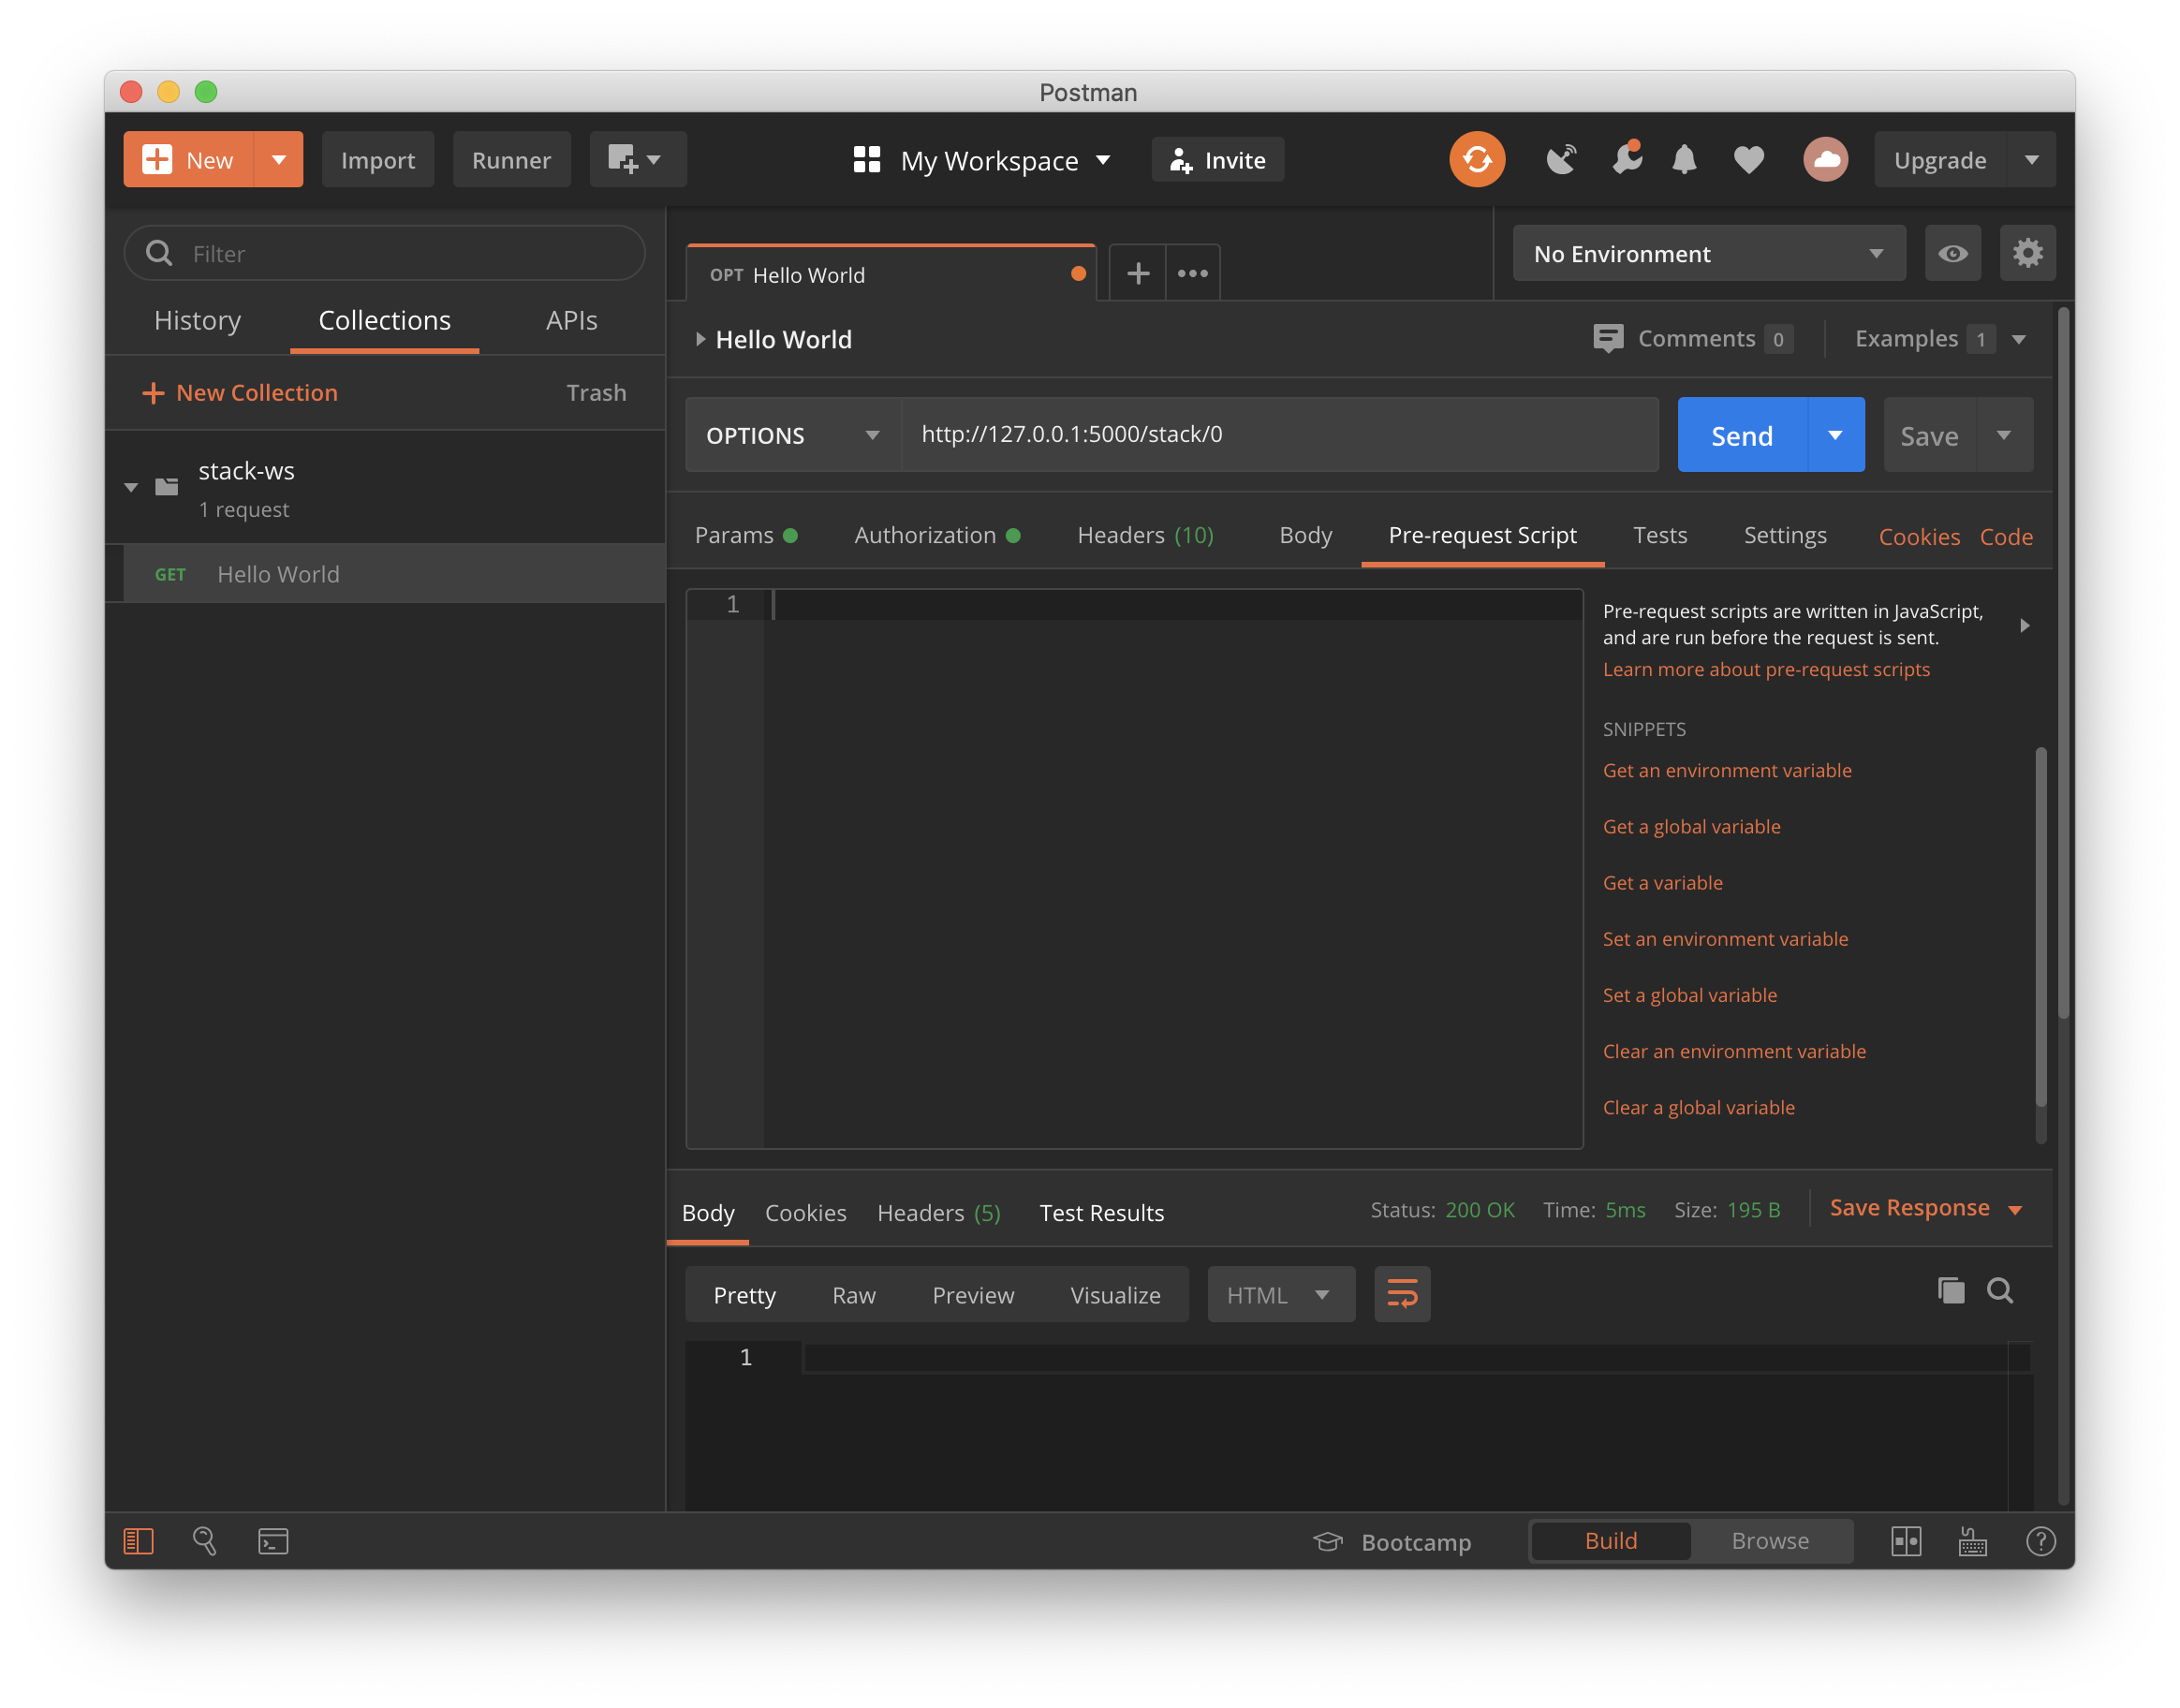 Postman
New
Import
Runner
My Workspace
Invite
Upgrade
Filter
History
Collections
APIs
New Collection
Trash
stack-ws
1 request
GET Hello World
OPT Hello World
No Environment
Hello World
Comments 0
Examples 1
OPTIONS
http://127.0.0.1:5000/stack/0
Send
Save
Params
Authorization
Headers (10)
Body
Pre-request Script
Tests
Settings
Cookies
Code
1
Pre-request scripts are written in JavaScript,
and are run before the request is sent.
Learn more about pre-request scripts
SNIPPETS
Get an environment variable
Get a global variable
Get a variable
Set an environment variable
Set a global variable
Clear an environment variable
Clear a global variable
Body
Cookies
Headers (5)
Test Results
Status: 200 OK
Time: 5ms
Size: 195 B
Save Response
Pretty
Raw
Preview
Visualize
HTML
1
Bootcamp
Build
Browse
?